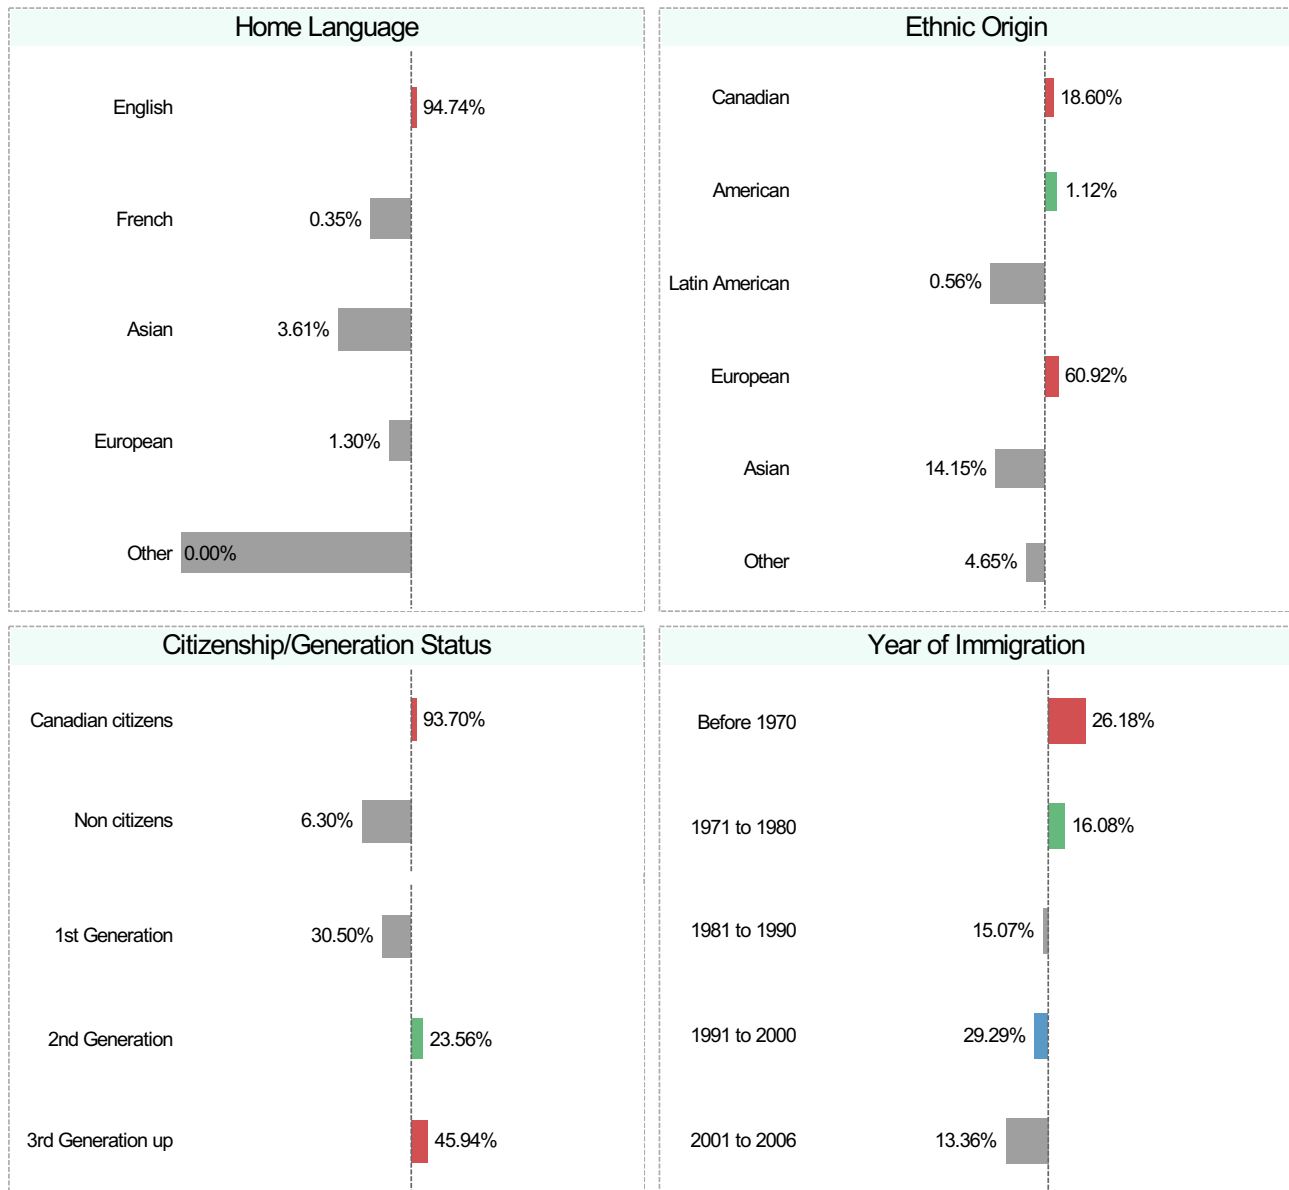 Home Language
English 94.74%
French 0.35%
Asian 3.61%
European 1.30%
Other 0.00%
Ethnic Origin
Canadian 18.60%
American 1.12%
Latin American 0.56%
European 60.92%
Asian 14.15%
Other 4.65%
Citizenship/Generation Status
Canadian citizens 93.70%
Non citizens 6.30%
1st Generation 30.50%
2nd Generation 23.56%
3rd Generation up 45.94%
Year of Immigration
Before 1970 26.18%
1971 to 1980 16.08%
1981 to 1990 15.07%
1991 to 2000 29.29%
2001 to 2006 13.36%